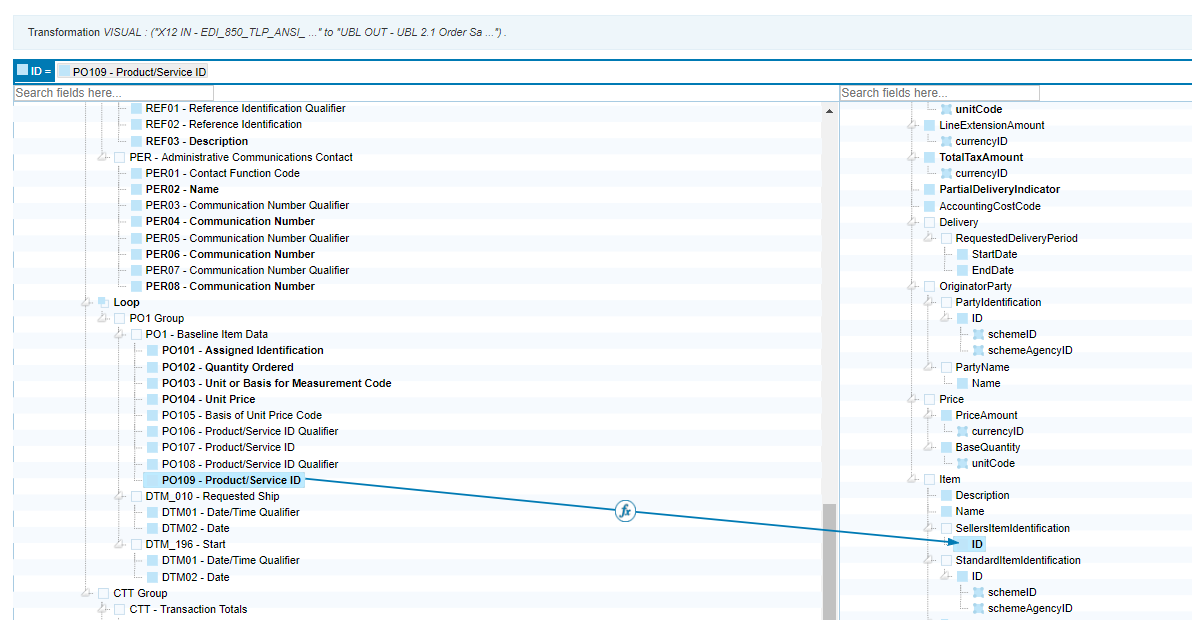 Transformation VISUAL : ("X12 IN - EDI_850_TLP_ANSI_ ..." to "UBL OUT - UBL 2.1 Order Sa ...") .
ID = PO109 - Product/Service ID
Search fields here...
REF01 - Reference Identification Qualifier
REF02 - Reference Identification
REF03 - Description
PER - Administrative Communications Contact
PER01 - Contact Function Code
PER02 - Name
PER03 - Communication Number Qualifier
PER04 - Communication Number
PER05 - Communication Number Qualifier
PER06 - Communication Number
PER07 - Communication Number Qualifier
PER08 - Communication Number
Loop
PO1 Group
PO1 - Baseline Item Data
PO101 - Assigned Identification
PO102 - Quantity Ordered
PO103 - Unit or Basis for Measurement Code
PO104 - Unit Price
PO105 - Basis of Unit Price Code
PO106 - Product/Service ID Qualifier
PO107 - Product/Service ID
PO108 - Product/Service ID Qualifier
PO109 - Product/Service ID
DTM_010 - Requested Ship
DTM01 - Date/Time Qualifier
DTM02 - Date
DTM_196 - Start
DTM01 - Date/Time Qualifier
DTM02 - Date
CTT Group
CTT - Transaction Totals
fx
Search fields here...
unitCode
LineExtensionAmount
currencyID
TotalTaxAmount
currencyID
PartialDeliveryIndicator
AccountingCostCode
Delivery
RequestedDeliveryPeriod
StartDate
EndDate
OriginatorParty
PartyIdentification
ID
schemeID
schemeAgencyID
PartyName
Name
Price
PriceAmount
currencyID
BaseQuantity
unitCode
Item
Description
Name
SellersItemIdentification
ID
StandardItemIdentification
ID
schemeID
schemeAgencyID